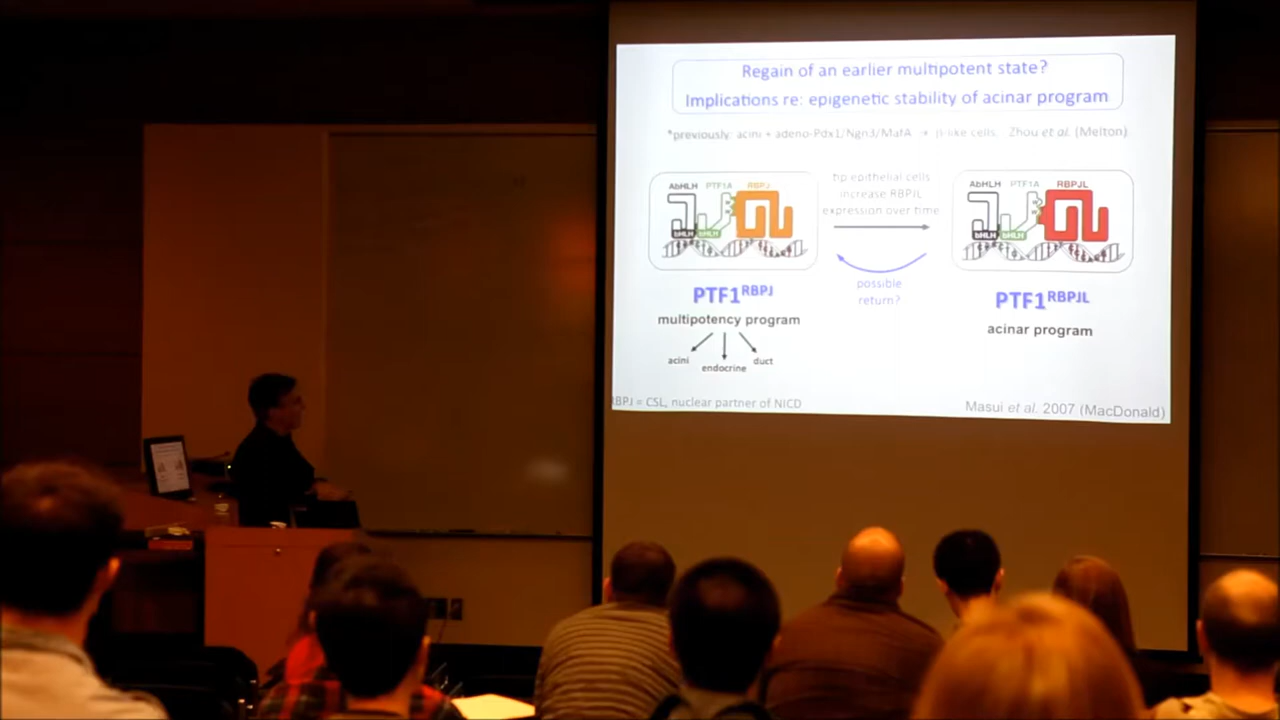 Regain of an earlier multipotent state?
Implications re: epigenetic stability of acinar program
*previously: acini + adeno-Pdx1/Ngn3/MafA → β-like cells. Zhou et al. (Melton)
AbHLH PTF1A RBPJ
bHLH bHLH
tip epithelial cells
increase RBPJL
expression over time
AbHLH PTF1A RBPJL
bHLH bHLH
possible
return?
PTF1RBPJ
multipotency program
acini
endocrine
duct
PTF1RBPJL
acinar program
RBPJ = CSL, nuclear partner of NICD
Masui et al. 2007 (MacDonald)